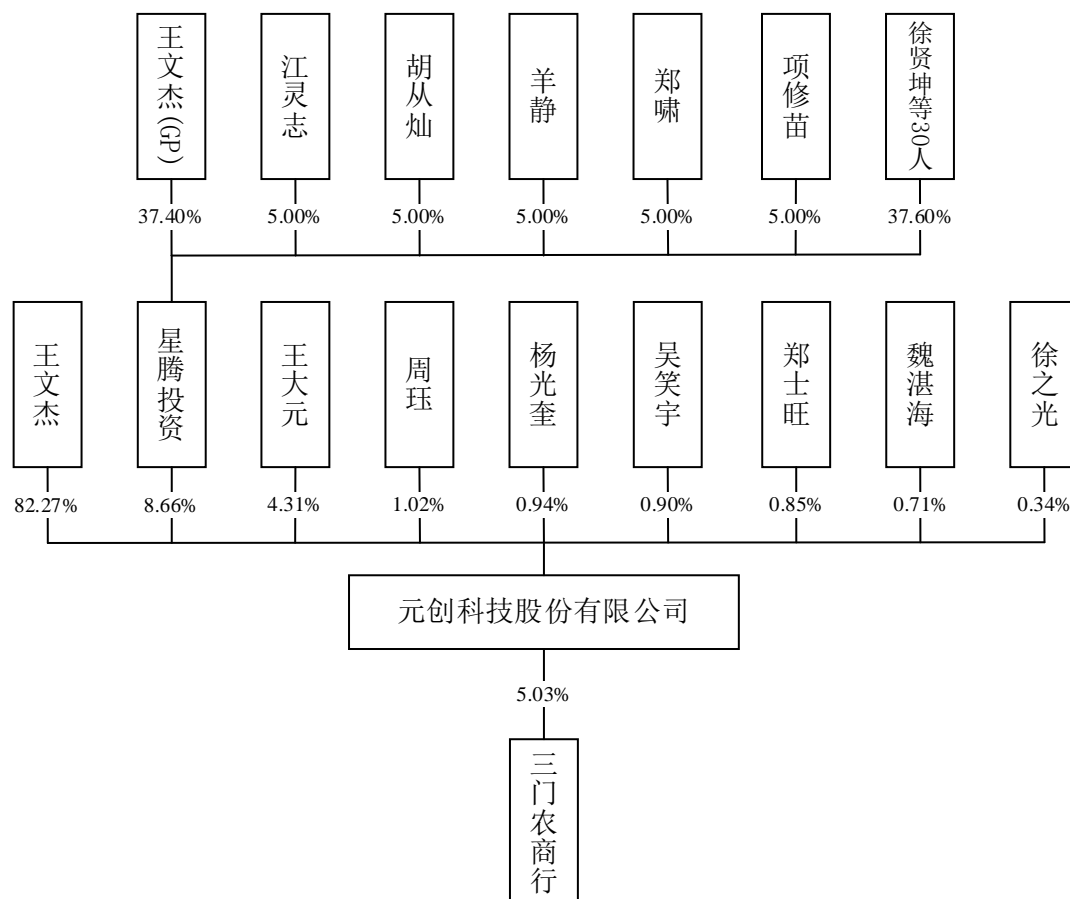 王文杰(GP)
江灵志
胡从灿
羊静
郑啸
项修苗
徐贤坤等30人
37.40%
5.00%
5.00%
5.00%
5.00%
5.00%
37.60%
王文杰
星腾投资
王大元
周珏
杨光奎
吴笑宇
郑士旺
魏湛海
徐之光
82.27%
8.66%
4.31%
1.02%
0.94%
0.90%
0.85%
0.71%
0.34%
元创科技股份有限公司
5.03%
三门农商行